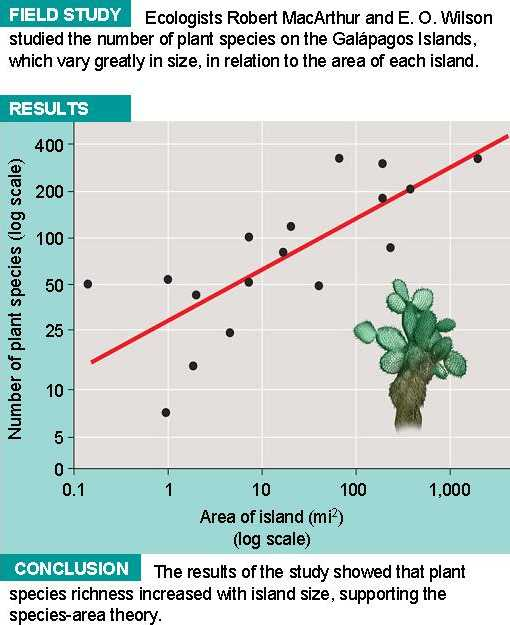 FIELD STUDY Ecologists Robert MacArthur and E. O. Wilson
studied the number of plant species on the Galápagos Islands,
which vary greatly in size, in relation to the area of each island.
RESULTS
Number of plant species (log scale)
400
200
100
50
25
10
5
0
0.1 1 10 100 1,000
Area of island (mi²)
(log scale)
CONCLUSION The results of the study showed that plant
species richness increased with island size, supporting the
species-area theory.